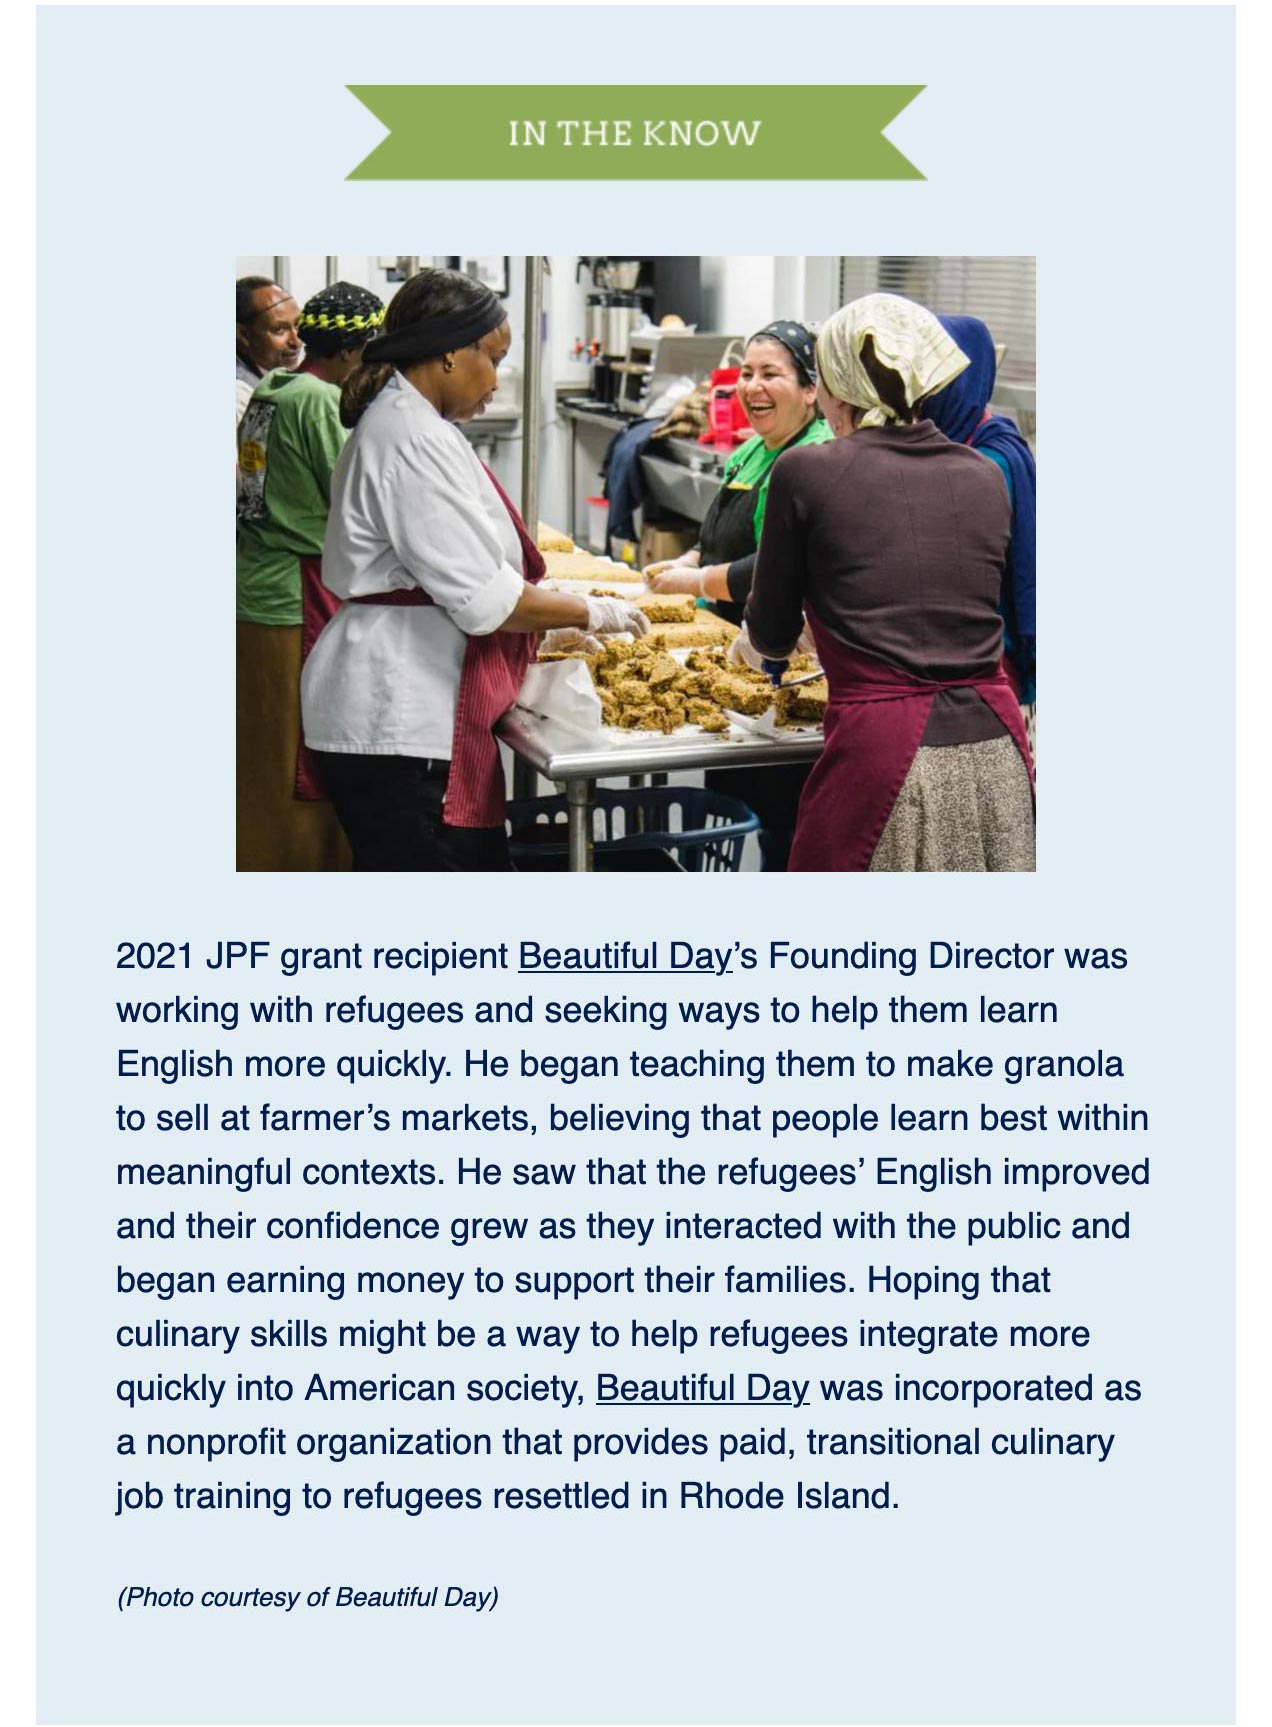 IN THE KNOW
2021 JPF grant recipient Beautiful Day’s Founding Director was
working with refugees and seeking ways to help them learn
English more quickly. He began teaching them to make granola
to sell at farmer’s markets, believing that people learn best within
meaningful contexts. He saw that the refugees’ English improved
and their confidence grew as they interacted with the public and
began earning money to support their families. Hoping that
culinary skills might be a way to help refugees integrate more
quickly into American society, Beautiful Day was incorporated as
a nonprofit organization that provides paid, transitional culinary
job training to refugees resettled in Rhode Island.
(Photo courtesy of Beautiful Day)